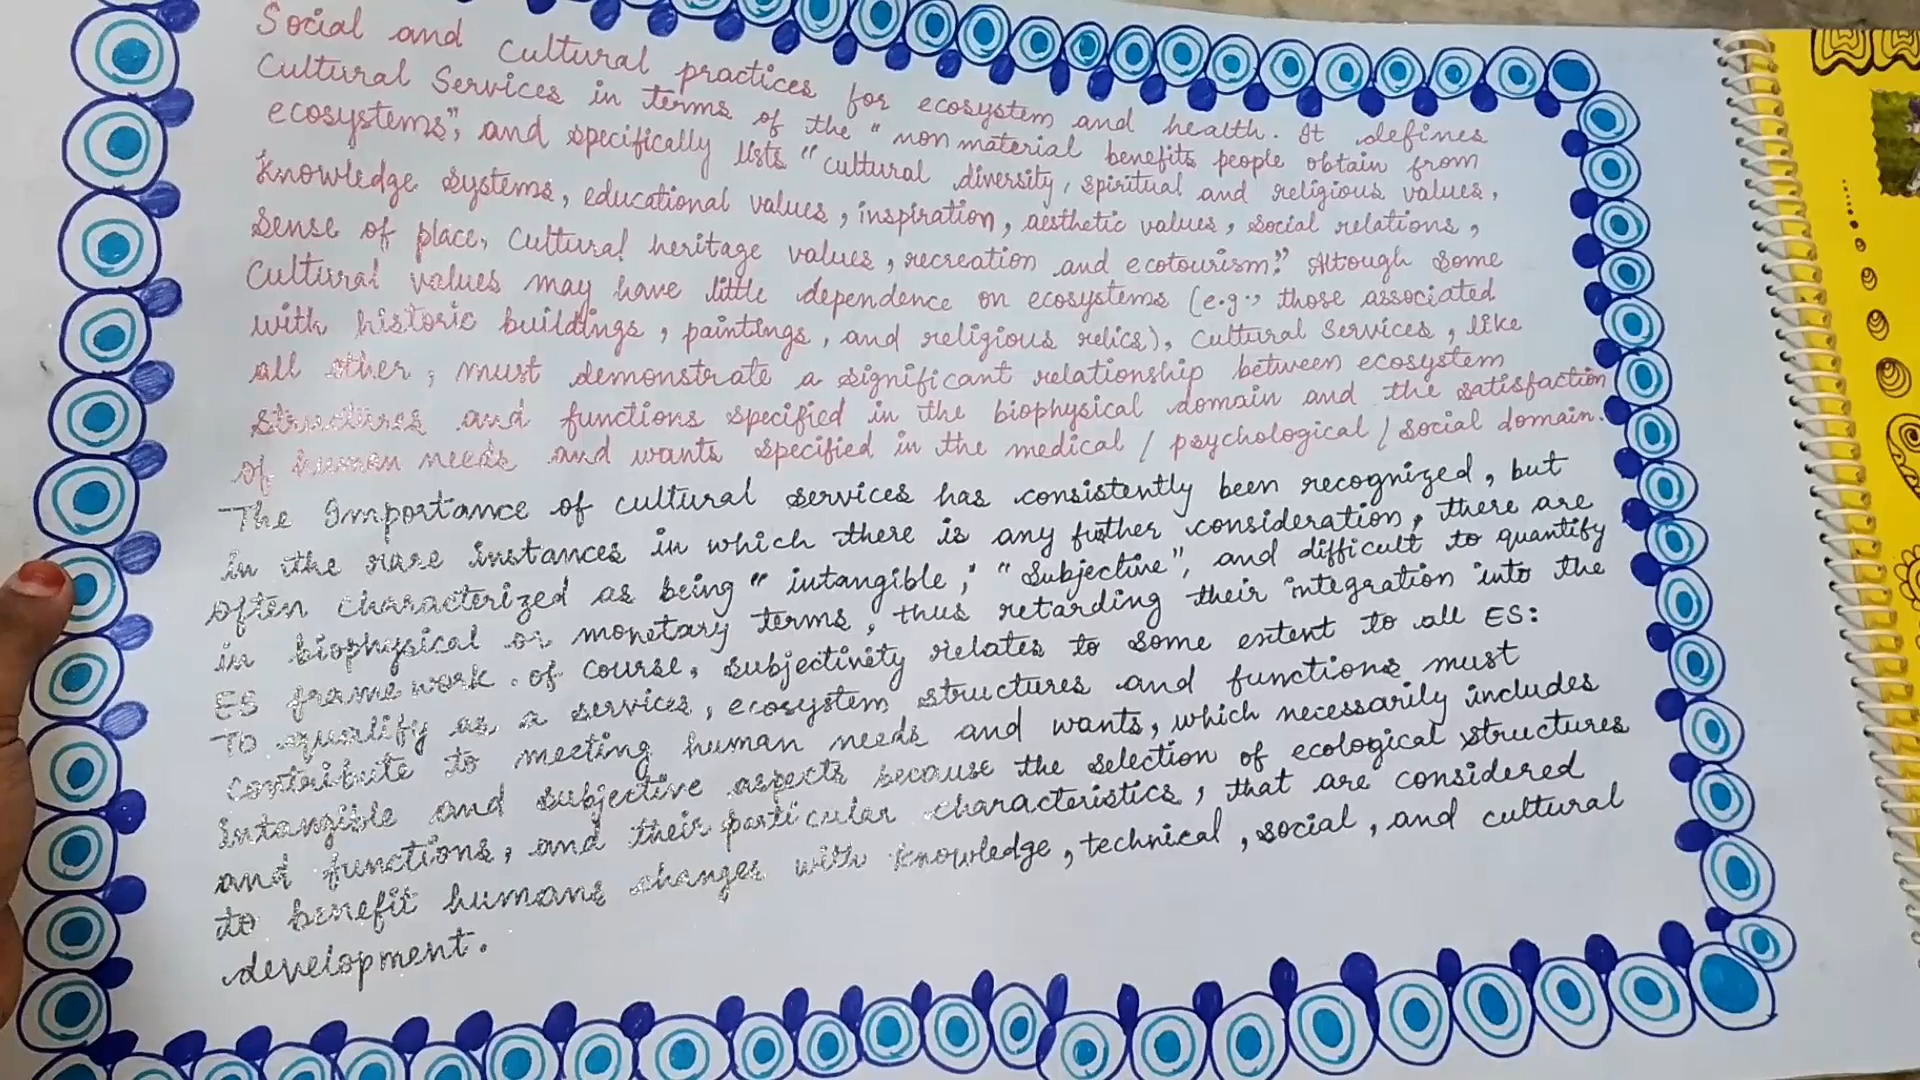 Social and cultural practices for ecosystem and health. It defines
Cultural Services in terms of the "non material benefits people obtain from
ecosystems", and specifically lists "cultural diversity, spiritual and religious values,
Knowledge systems, educational values, inspiration, aesthetic values, social relations,
Sense of place, Cultural heritage values, recreation and ecotourism." Altough some
Cultural values may have little dependence on ecosystems (e.g., those associated
with historic buildings, paintings, and religious relics), Cultural Services, like
all other, must demonstrate a significant relationship between ecosystem
structures and functions specified in the biophysical domain and the satisfaction
of human needs and wants specified in the medical / psychological / social domain.
The Importance of cultural services has consistently been recognized, but
in the rare instances in which there is any futher consideration, there are
often characterized as being "intangible," "Subjective", and difficult to quantify
in biophysical or monetary terms, thus retarding their integration into the
ES frame work. of course, subjectivity relates to some extent to all ES:
To qualify as a services, ecosystem structures and functions must
contribute to meeting human needs and wants, which necessarily includes
intangible and subjective aspects because the selection of ecological structures
and functions, and their particular characteristics, that are considered
to benefit humans changes with knowledge, technical, social, and cultural
development.